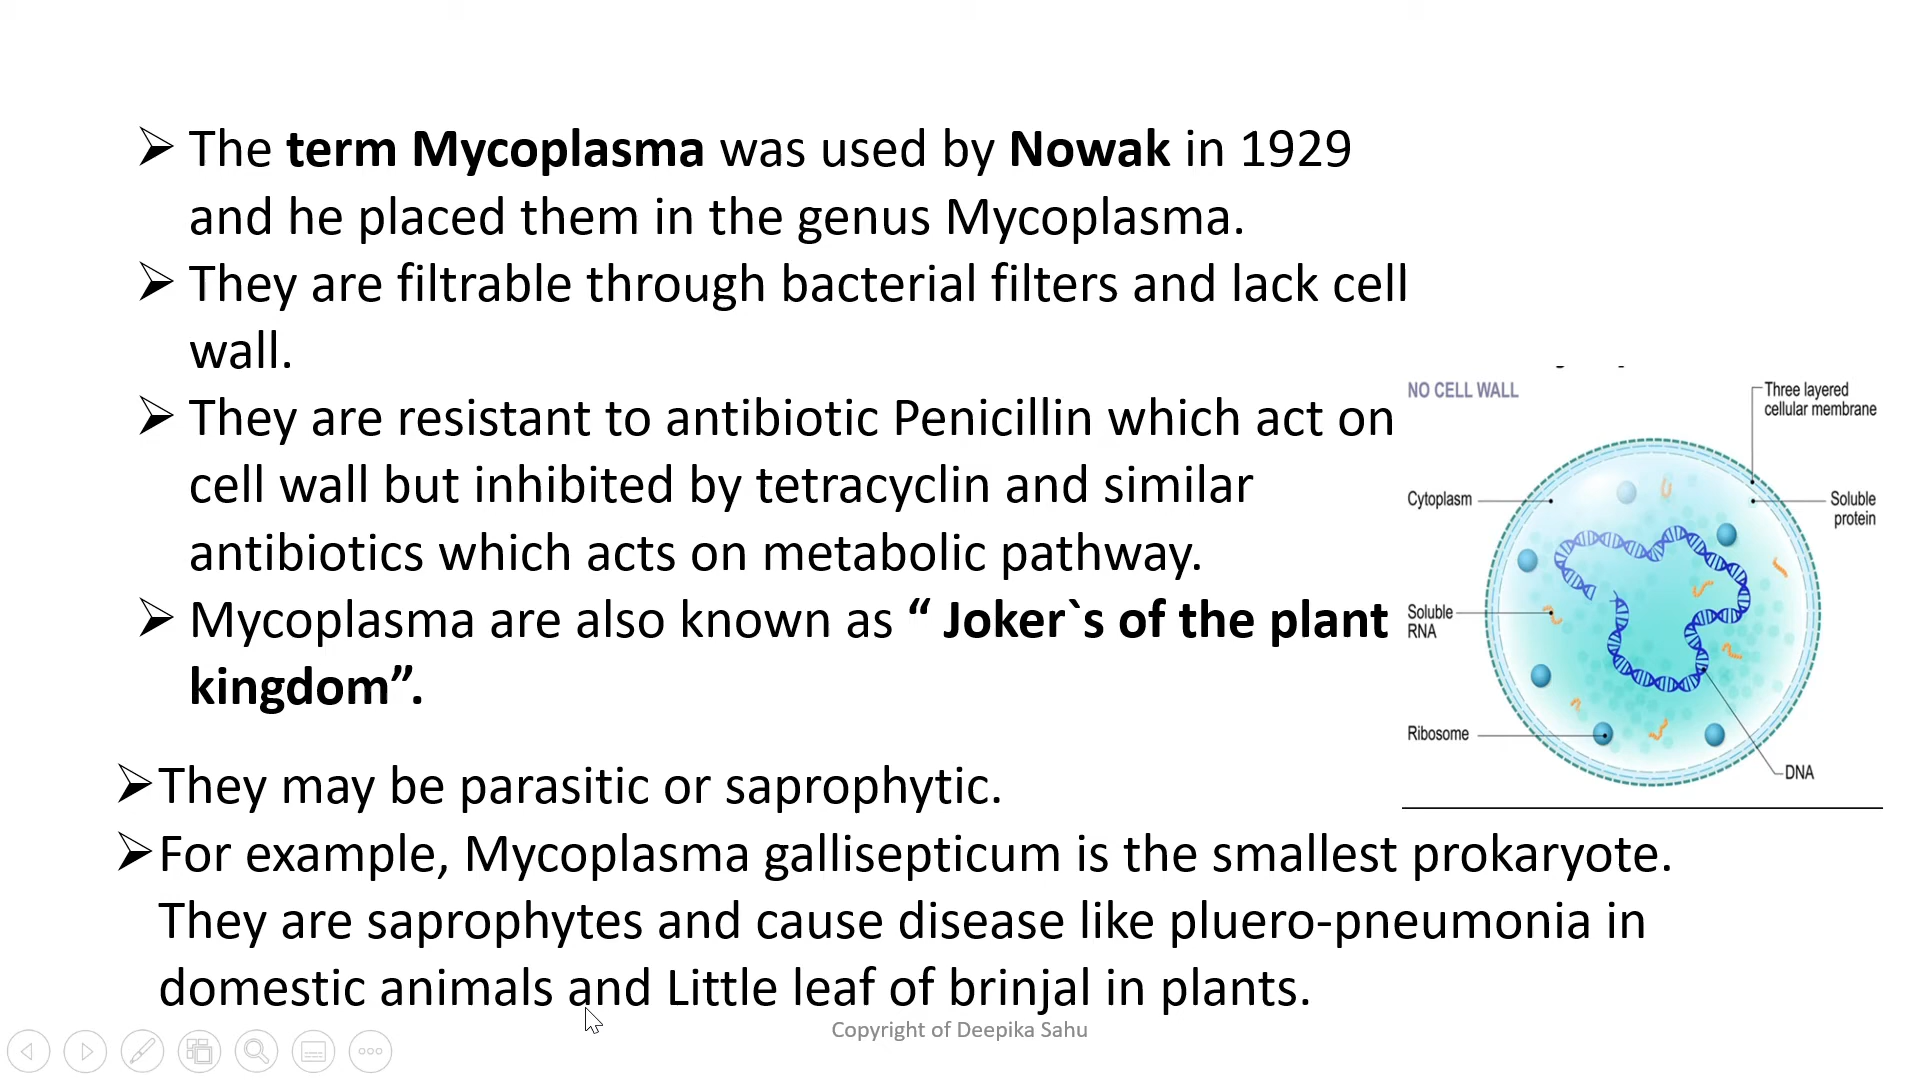 ➢ The term Mycoplasma was used by Nowak in 1929
and he placed them in the genus Mycoplasma.
➢ They are filtrable through bacterial filters and lack cell
wall.
➢ They are resistant to antibiotic Penicillin which act on
cell wall but inhibited by tetracyclin and similar
antibiotics which acts on metabolic pathway.
➢ Mycoplasma are also known as “ Joker`s of the plant
kingdom”.
➢They may be parasitic or saprophytic.
➢For example, Mycoplasma gallisepticum is the smallest prokaryote.
They are saprophytes and cause disease like pluero-pneumonia in
domestic animals and Little leaf of brinjal in plants.
NO CELL WALL
Three layered
cellular membrane
Cytoplasm
Soluble
protein
Soluble
RNA
Ribosome
DNA
Copyright of Deepika Sahu